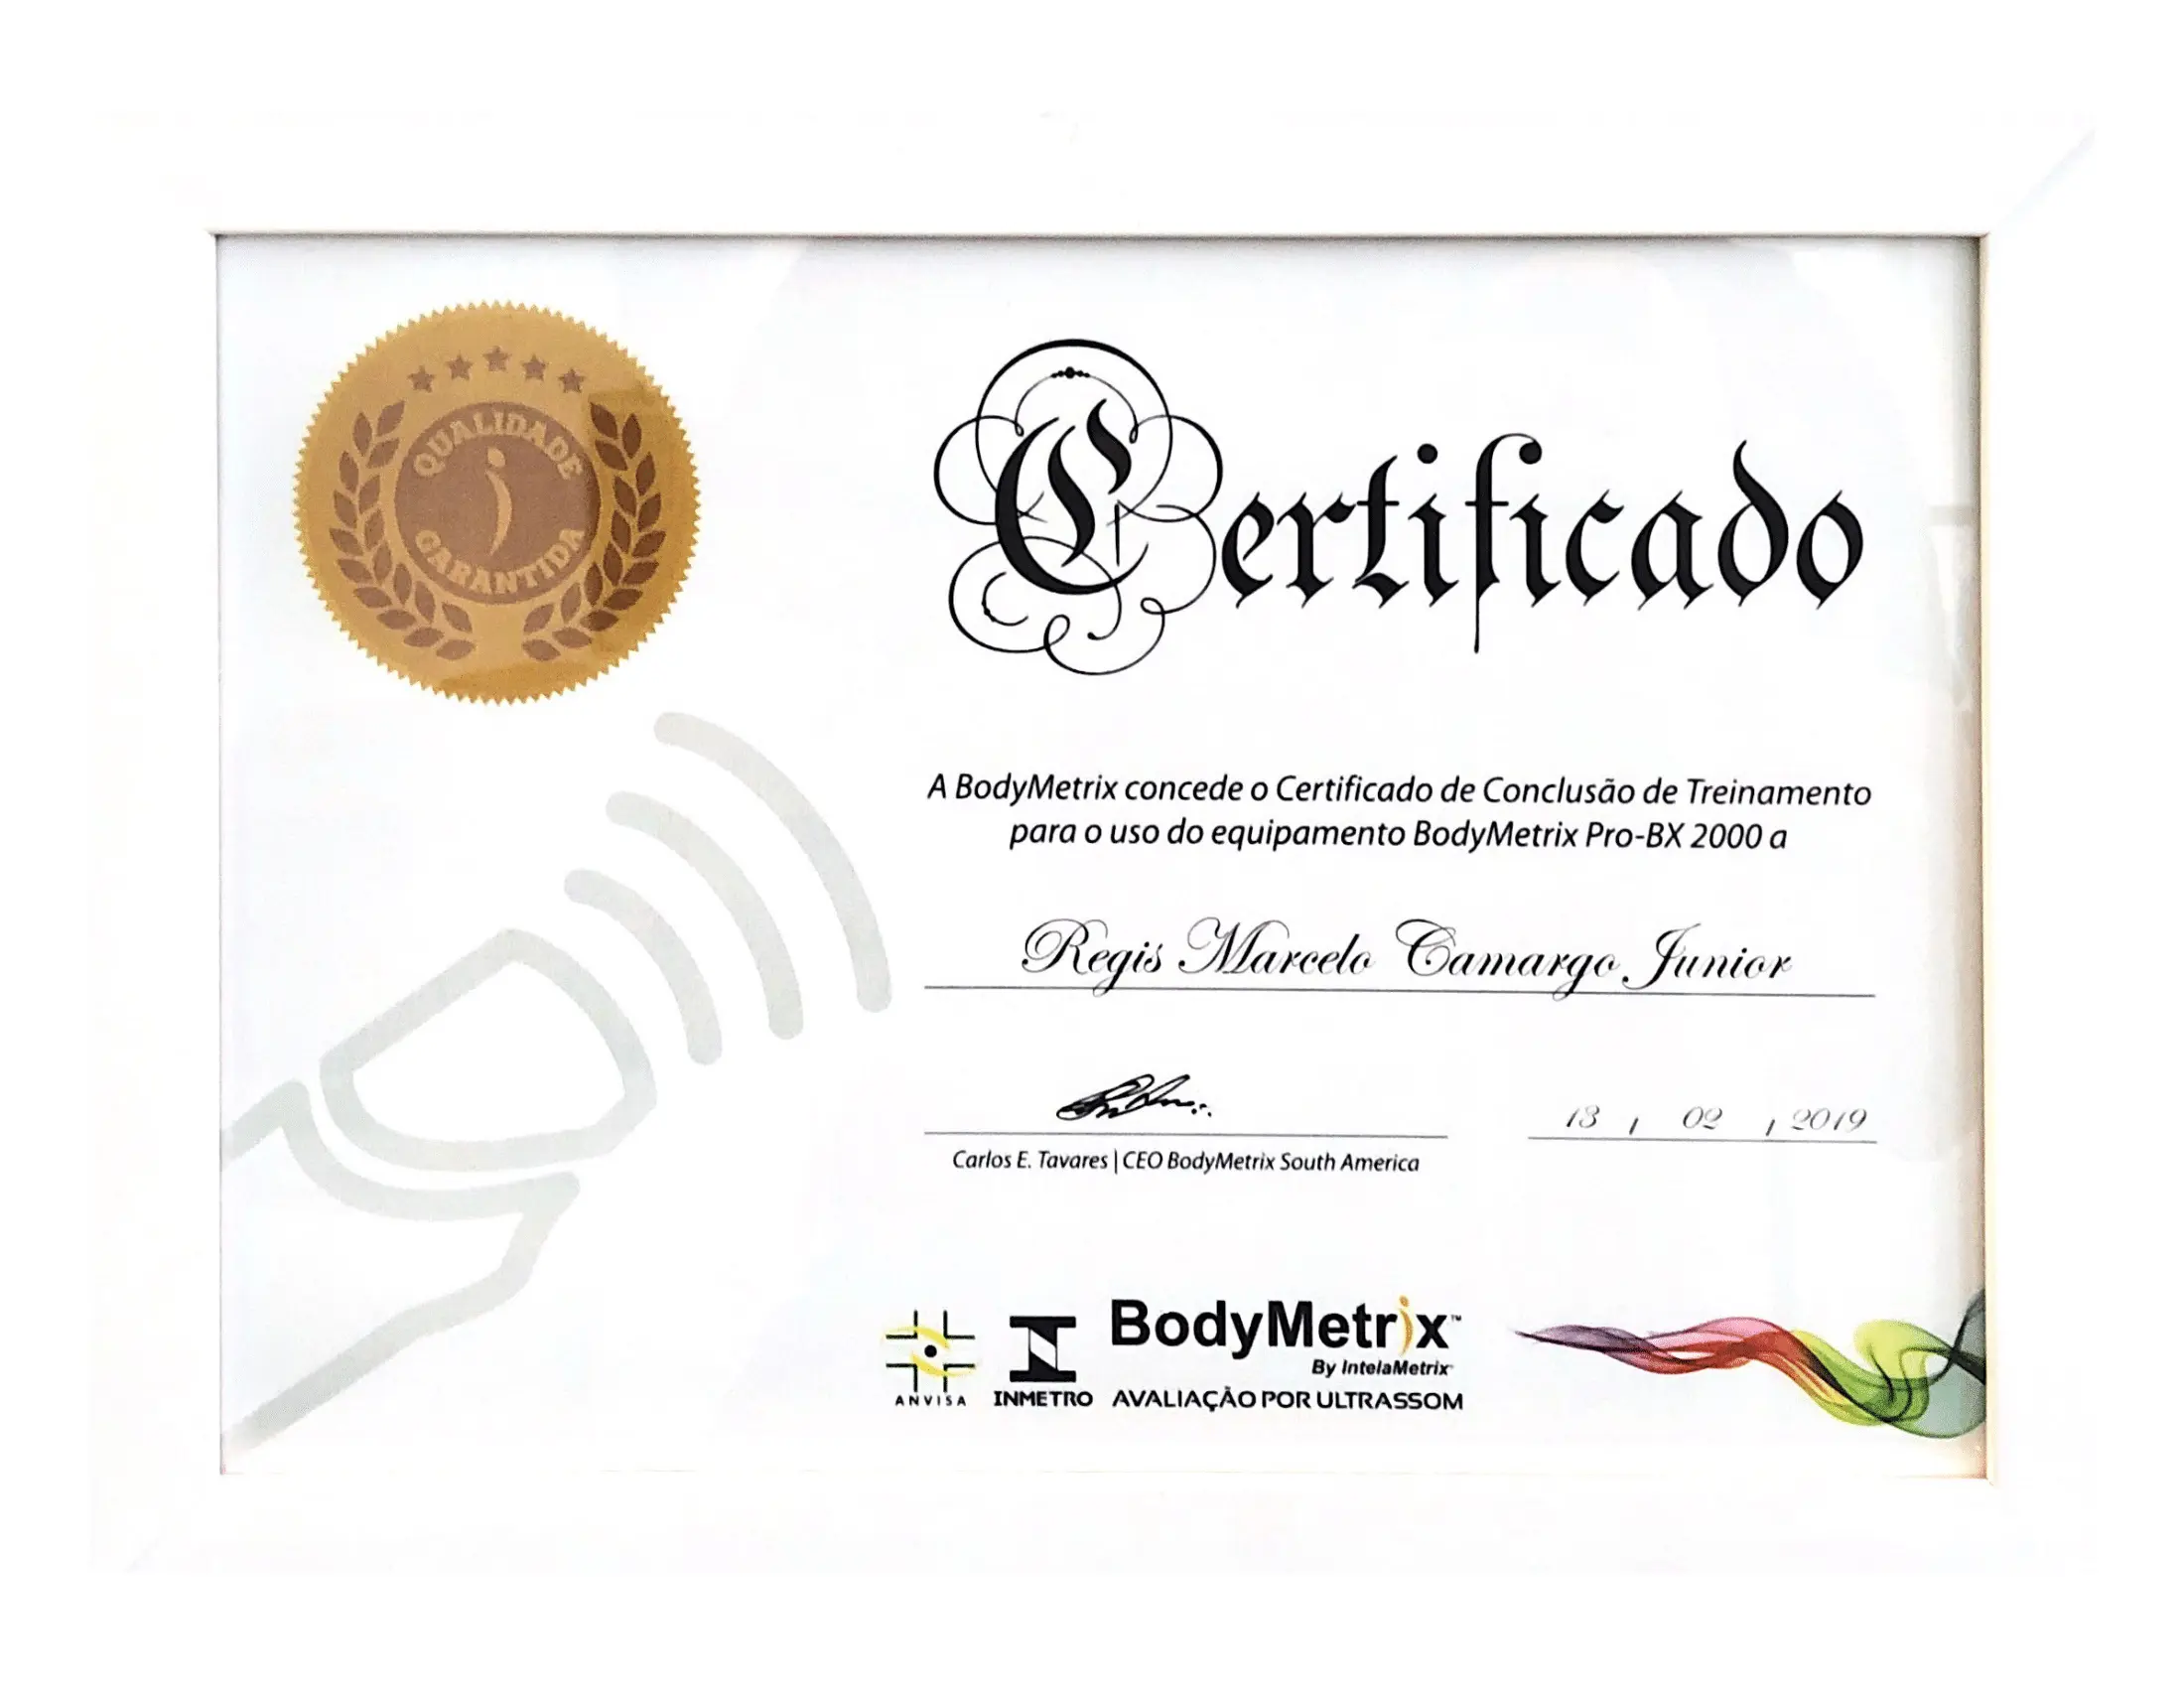 QUALIDADE
GARANTIDA
Certificado
A BodyMetrix concede o Certificado de Conclusão de Treinamento
para o uso do equipamento BodyMetrix Pro-BX 2000 a
Regis Marcelo Camargo Junior
13 / 02 / 2019
Carlos E. Tavares | CEO BodyMetrix South America
BodyMetrix™
By IntelaMetrix
ANVISA INMETRO AVALIAÇÃO POR ULTRASSOM